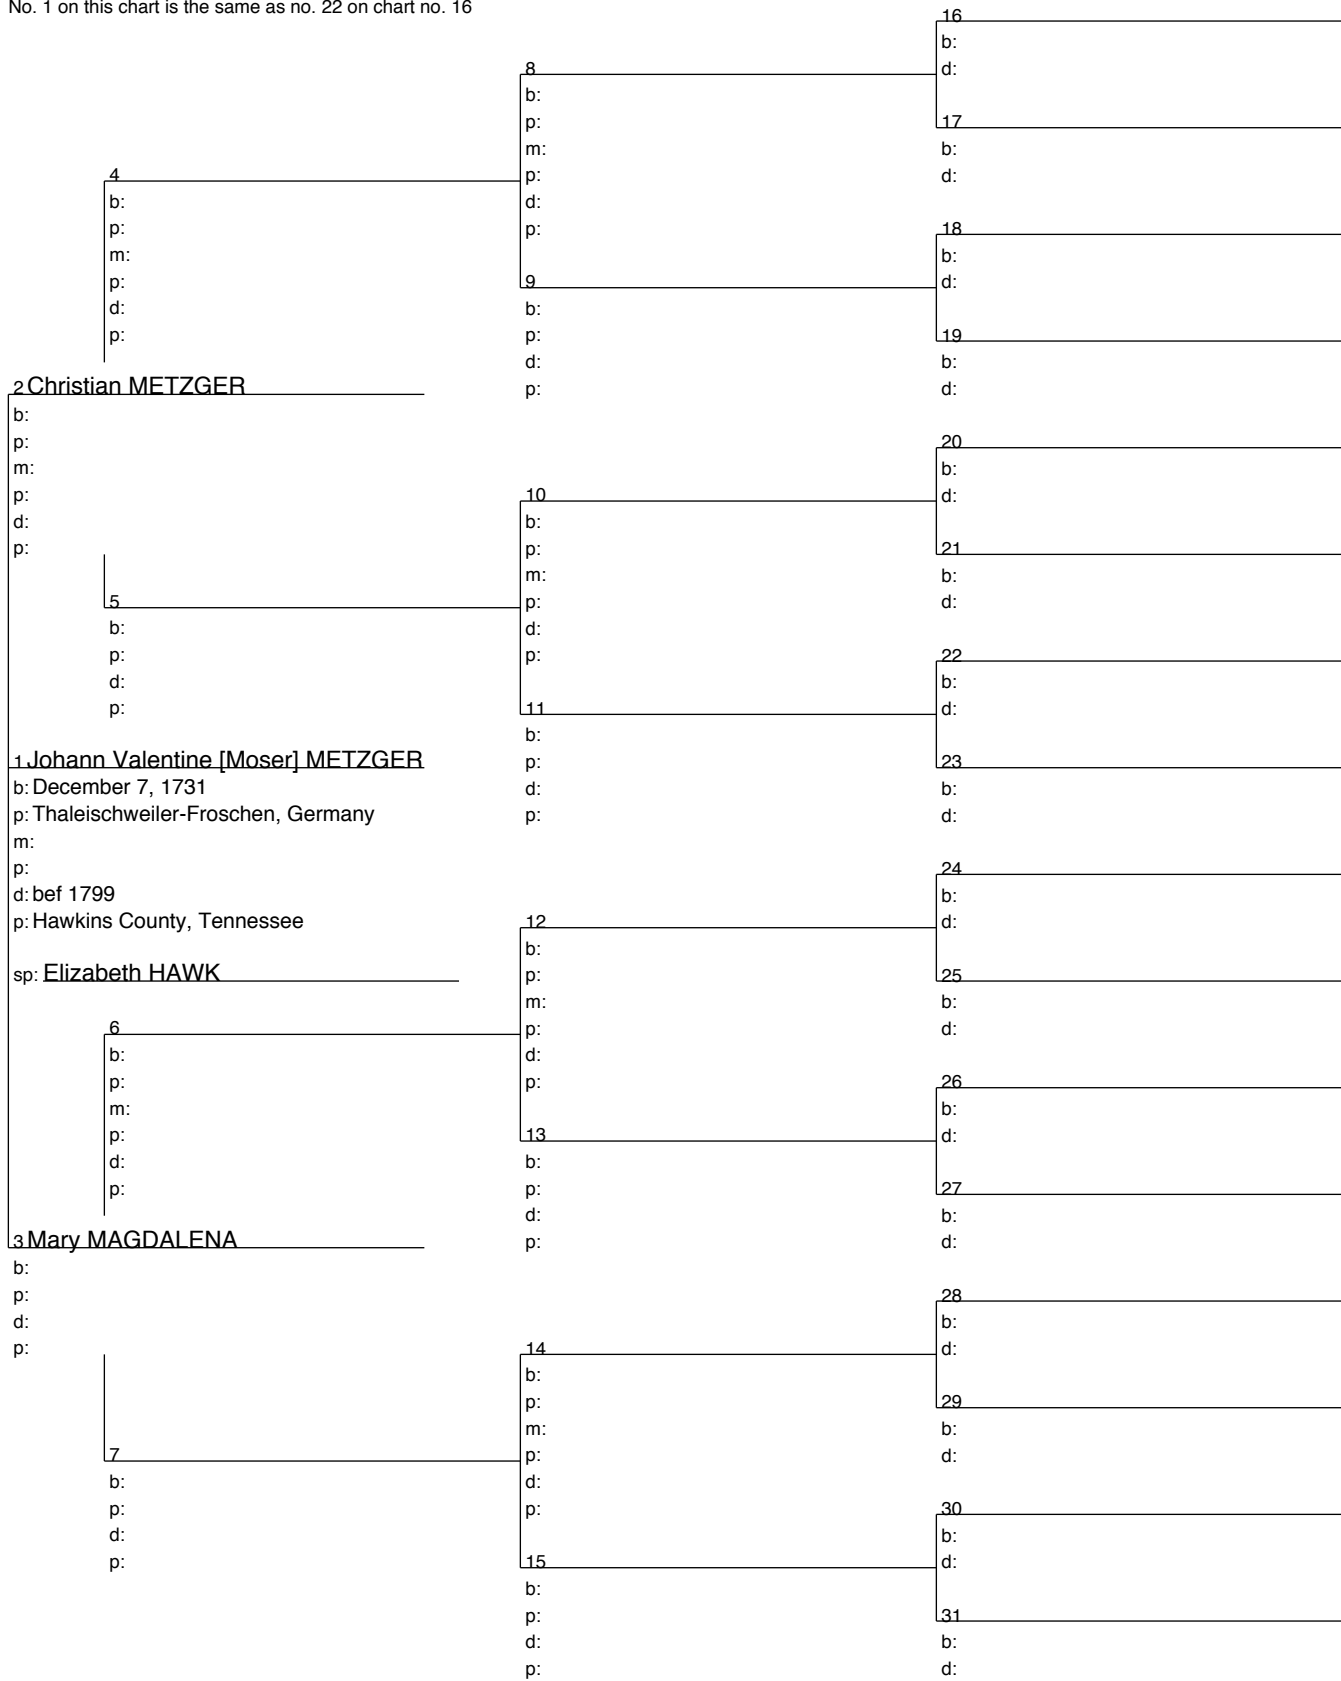 No. 1 on this chart is the same as no. 22 on chart no. 16
4
b:
p:
m:
p:
d:
p:
2 Christian METZGER
b:
p:
m:
p:
d:
p:
5
b:
p:
d:
p:
1 Johann Valentine [Moser] METZGER
b: December 7, 1731
p: Thaleischweiler-Froschen, Germany
m:
p:
d: bef 1799
p: Hawkins County, Tennessee
sp: Elizabeth HAWK
6
b:
p:
m:
p:
d:
p:
3 Mary MAGDALENA
b:
p:
d:
p:
7
b:
p:
d:
p:
8
b:
p:
m:
p:
d:
p:
9
b:
p:
d:
p:
10
b:
p:
m:
p:
d:
p:
11
b:
p:
d:
p:
12
b:
p:
m:
p:
d:
p:
13
b:
p:
d:
p:
14
b:
p:
m:
p:
d:
p:
15
b:
p:
d:
p:
16
b:
d:
17
b:
d:
18
b:
d:
19
b:
d:
20
b:
d:
21
b:
d:
22
b:
d:
23
b:
d:
24
b:
d:
25
b:
d:
26
b:
d:
27
b:
d:
28
b:
d:
29
b:
d:
30
b:
d:
31
b:
d: